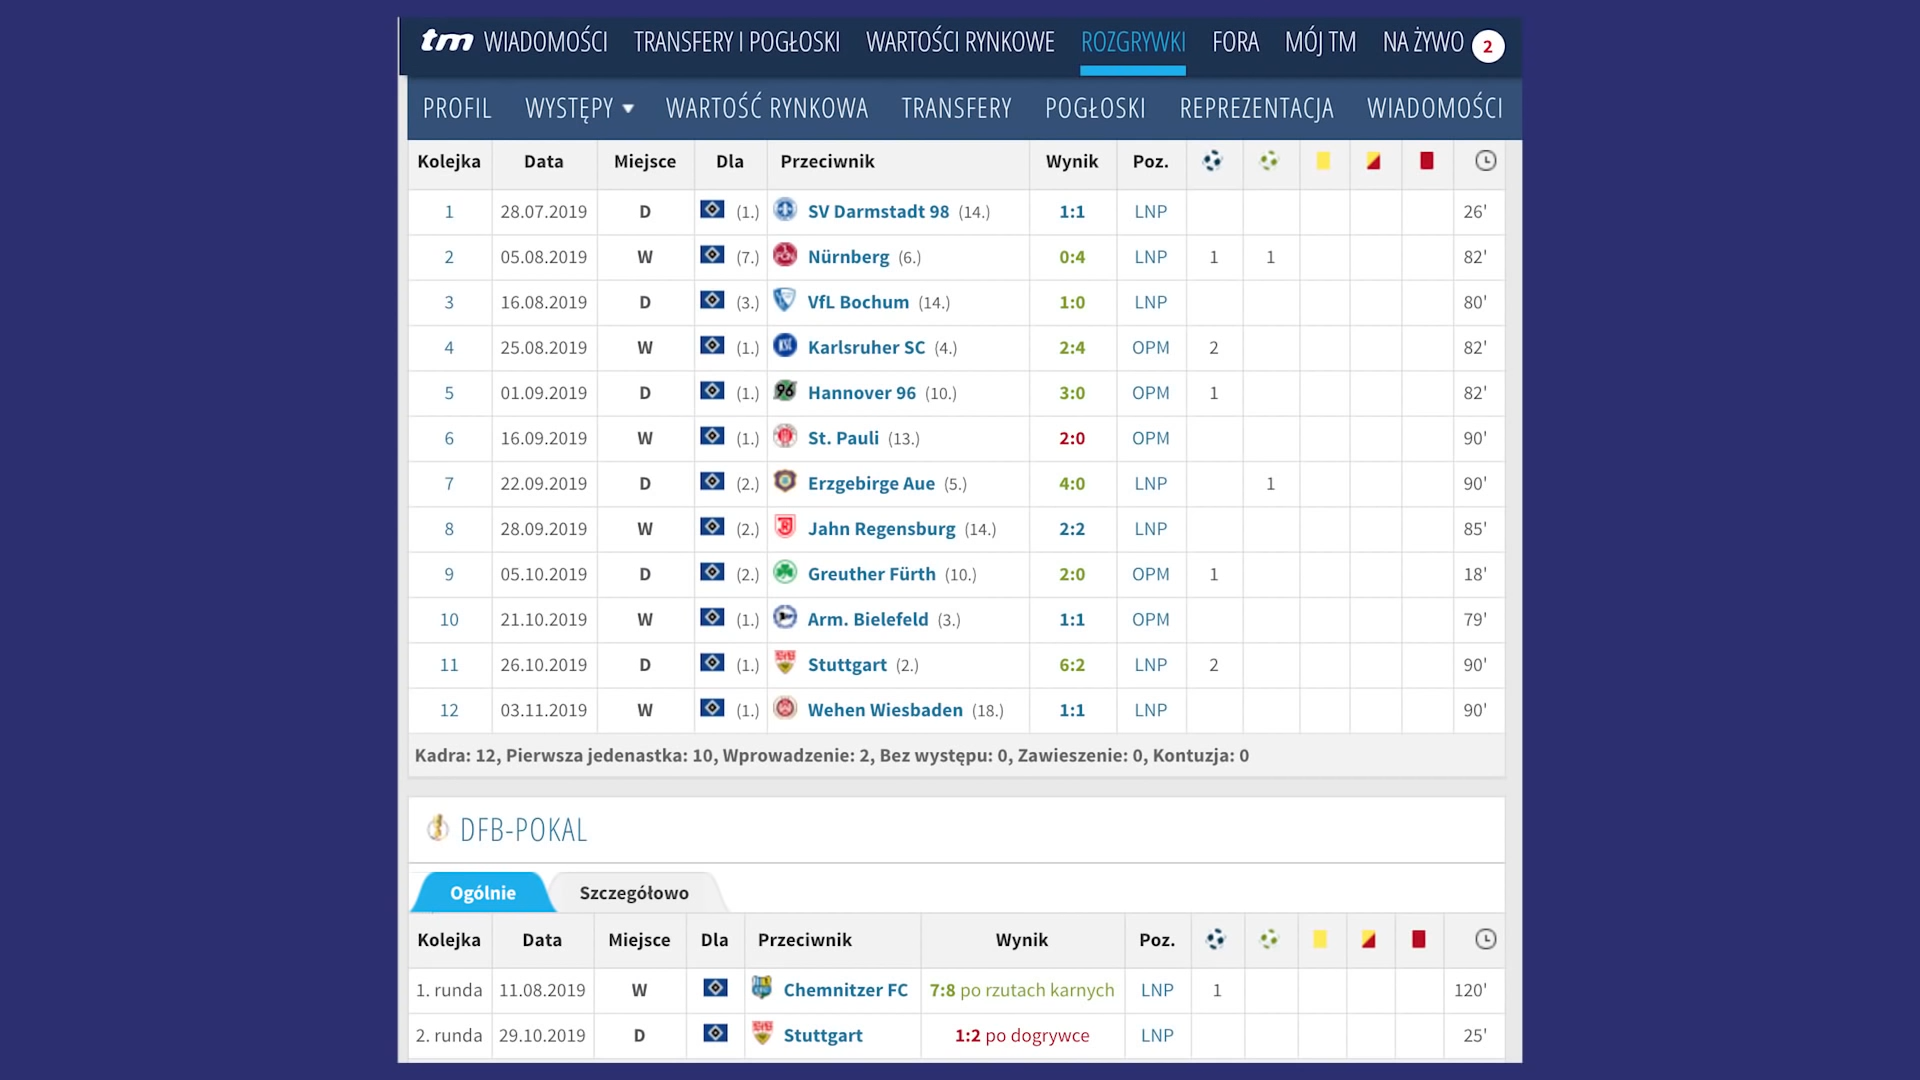 tm WIADOMOŚCI TRANSFERY I POGŁOSKI WARTOŚCI RYNKOWE ROZGRYWKI FORA MÓJ TM NA ŻYWO 2
PROFIL WYSTĘPY WARTOŚĆ RYNKOWA TRANSFERY POGŁOSKI REPREZENTACJA WIADOMOŚCI
Kolejka Data Miejsce Dla Przeciwnik Wynik Poz.
1 28.07.2019 D (1.) SV Darmstadt 98 (14.) 1:1 LNP 26'
2 05.08.2019 W (7.) Nürnberg (6.) 0:4 LNP 1 1 82'
3 16.08.2019 D (3.) VfL Bochum (14.) 1:0 LNP 80'
4 25.08.2019 W (1.) Karlsruher SC (4.) 2:4 OPM 2 82'
5 01.09.2019 D (1.) Hannover 96 (10.) 3:0 OPM 1 82'
6 16.09.2019 W (1.) St. Pauli (13.) 2:0 OPM 90'
7 22.09.2019 D (2.) Erzgebirge Aue (5.) 4:0 LNP 1 90'
8 28.09.2019 W (2.) Jahn Regensburg (14.) 2:2 LNP 85'
9 05.10.2019 D (2.) Greuther Fürth (10.) 2:0 OPM 1 18'
10 21.10.2019 W (1.) Arm. Bielefeld (3.) 1:1 OPM 79'
11 26.10.2019 D (1.) Stuttgart (2.) 6:2 LNP 2 90'
12 03.11.2019 W (1.) Wehen Wiesbaden (18.) 1:1 LNP 90'
Kadra: 12, Pierwsza jedenastka: 10, Wprowadzenie: 2, Bez występu: 0, Zawieszenie: 0, Kontuzja: 0
DFB-POKAL
Ogólnie Szczegółowo
Kolejka Data Miejsce Dla Przeciwnik Wynik Poz.
1. runda 11.08.2019 W Chemnitzer FC 7:8 po rzutach karnych LNP 1 120'
2. runda 29.10.2019 D Stuttgart 1:2 po dogrywce LNP 25'